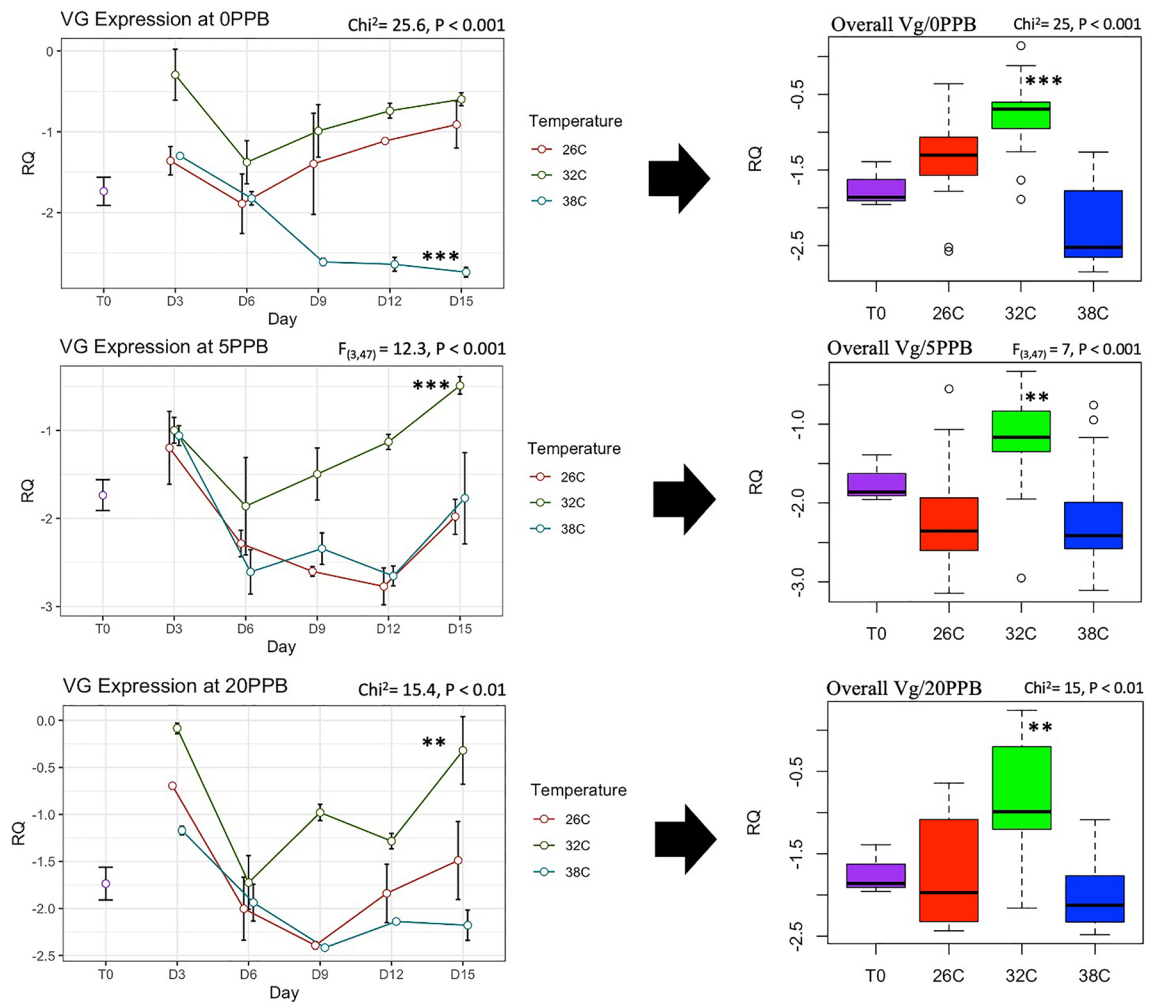 VG Expression at 0PPB
Chi²= 25.6, P < 0.001
0
-1
-2
RQ
***
T0 D3 D6 D9 D12 D15
Day
Temperature
26C
32C
38C
Overall Vg/0PPB
Chi²= 25, P < 0.001
-0.5
-1.5
-2.5
RQ
***
T0 26C 32C 38C
VG Expression at 5PPB
F(3,47) = 12.3, P < 0.001
-1
-2
-3
RQ
***
T0 D3 D6 D9 D12 D15
Day
Temperature
26C
32C
38C
Overall Vg/5PPB
F(3,47) = 7, P < 0.001
-1.0
-2.0
-3.0
RQ
**
T0 26C 32C 38C
VG Expression at 20PPB
Chi²= 15.4, P < 0.01
0.0
-0.5
-1.0
-1.5
-2.0
-2.5
RQ
**
T0 D3 D6 D9 D12 D15
Day
Temperature
26C
32C
38C
Overall Vg/20PPB
Chi²= 15, P < 0.01
-0.5
-1.5
-2.5
RQ
**
T0 26C 32C 38C